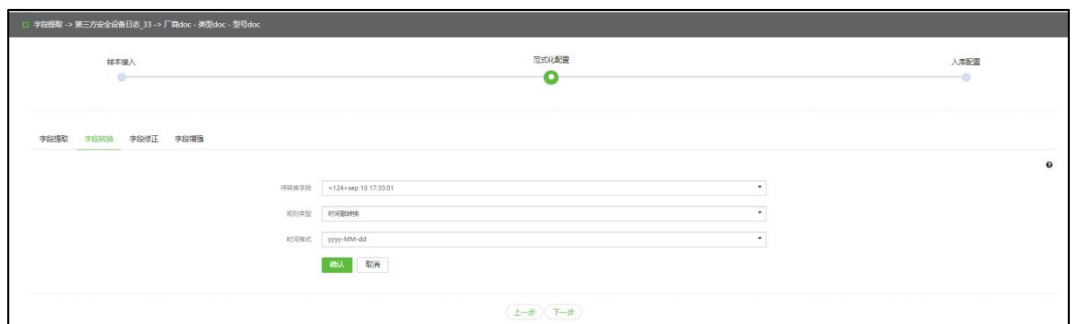 字段提取 -> 第三方安全设备日志_33 -> 厂商doc - 类型doc - 型号doc
样本接入
范式化配置
入库配置
字段提取 字段转换 字段修正 字段增强
待转换字段 <124>sep 10 17:33:01
规则类型 时间戳转换
时间格式 yyyy-MM-dd
确认 取消
上一步 下一步